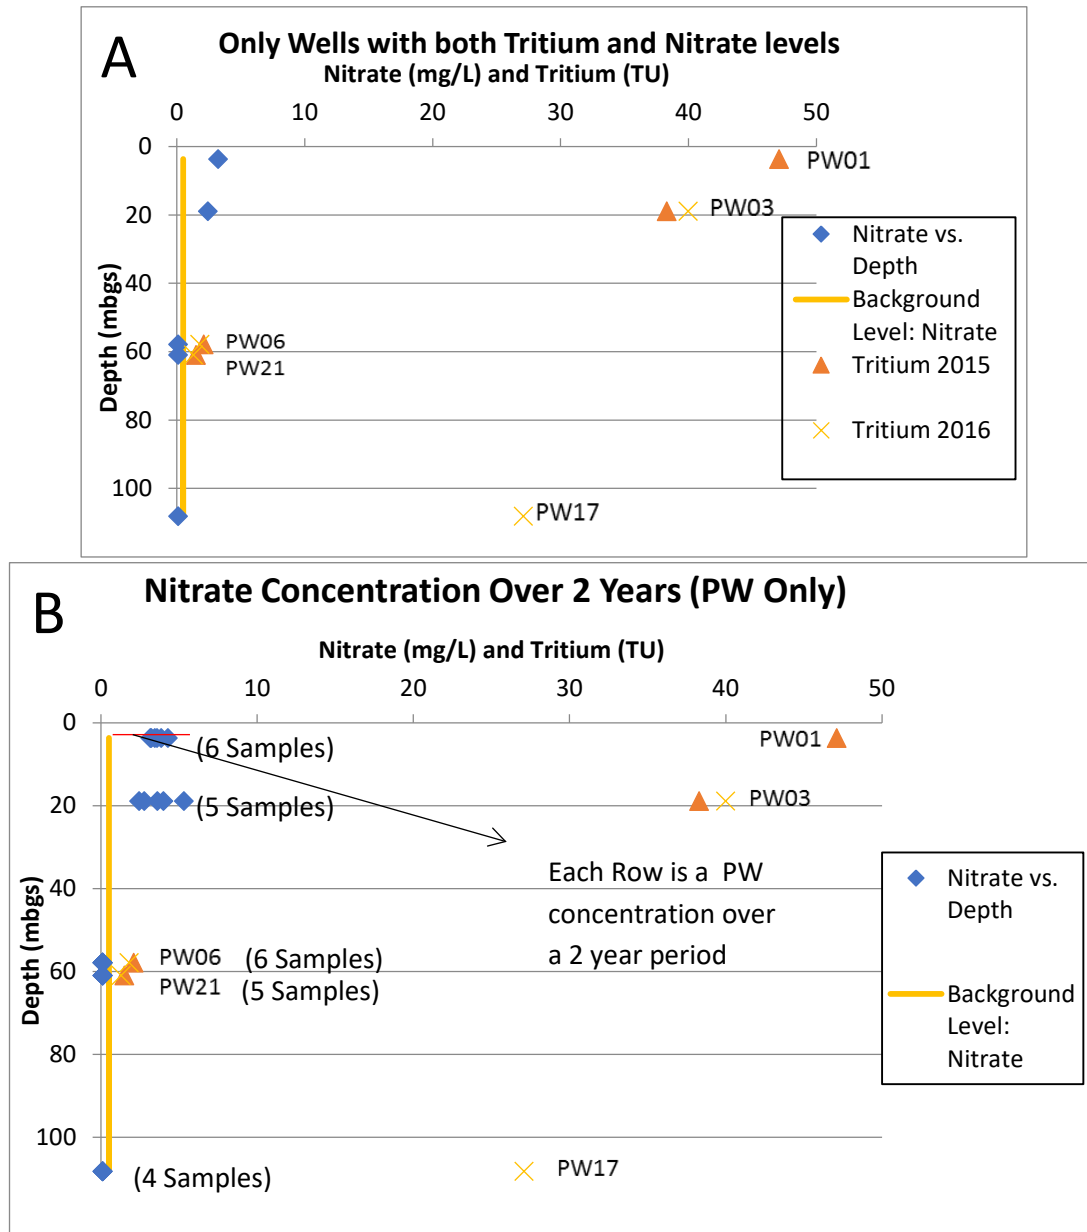 A
Only Wells with both Tritium and Nitrate levels
Nitrate (mg/L) and Tritium (TU)
0 10 20 30 40 50
0
20
40
60
80
100
Depth (mbgs)
PW01
PW03
PW06
PW21
PW17
Nitrate vs.
Depth
Background
Level: Nitrate
Tritium 2015
Tritium 2016
B
Nitrate Concentration Over 2 Years (PW Only)
Nitrate (mg/L) and Tritium (TU)
0 10 20 30 40 50
0
20
40
60
80
100
Depth (mbgs)
(6 Samples)
PW01
(5 Samples)
PW03
Each Row is a PW
concentration over
a 2 year period
PW06 (6 Samples)
PW21 (5 Samples)
(4 Samples)
PW17
Nitrate vs.
Depth
Background
Level:
Nitrate